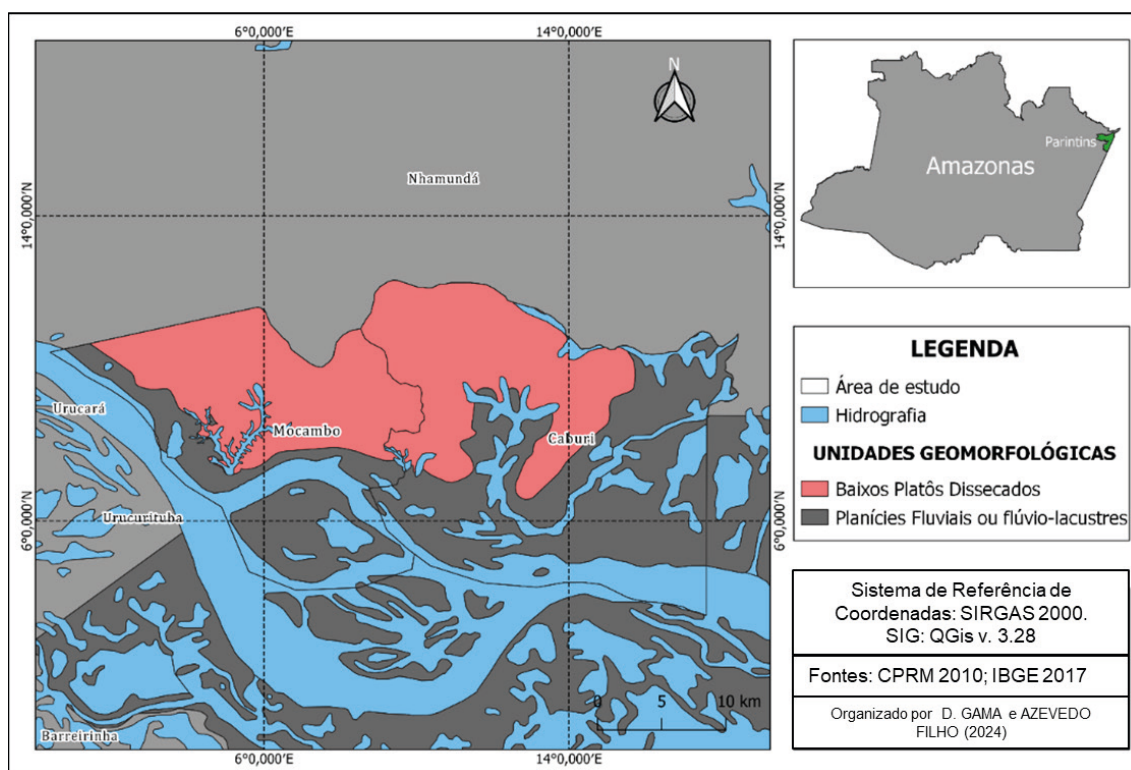 6°0,000'E
14°0,000'E
N
Nhamundá
14°0,000'N
14°0,000'N
Urucará
Mocambo
Caburi
Urucurituba
6°0,000'N
6°0,000'N
Barreirinha
0 5 10 km
6°0,000'E
14°0,000'E
Parintins
Amazonas
LEGENDA
Área de estudo
Hidrografia
UNIDADES GEOMORFOLÓGICAS
Baixos Platôs Dissecados
Planícies Fluviais ou flúvio-lacustres
Sistema de Referência de
Coordenadas: SIRGAS 2000.
SIG: QGis v. 3.28
Fontes: CPRM 2010; IBGE 2017
Organizado por D. GAMA e AZEVEDO
FILHO (2024)